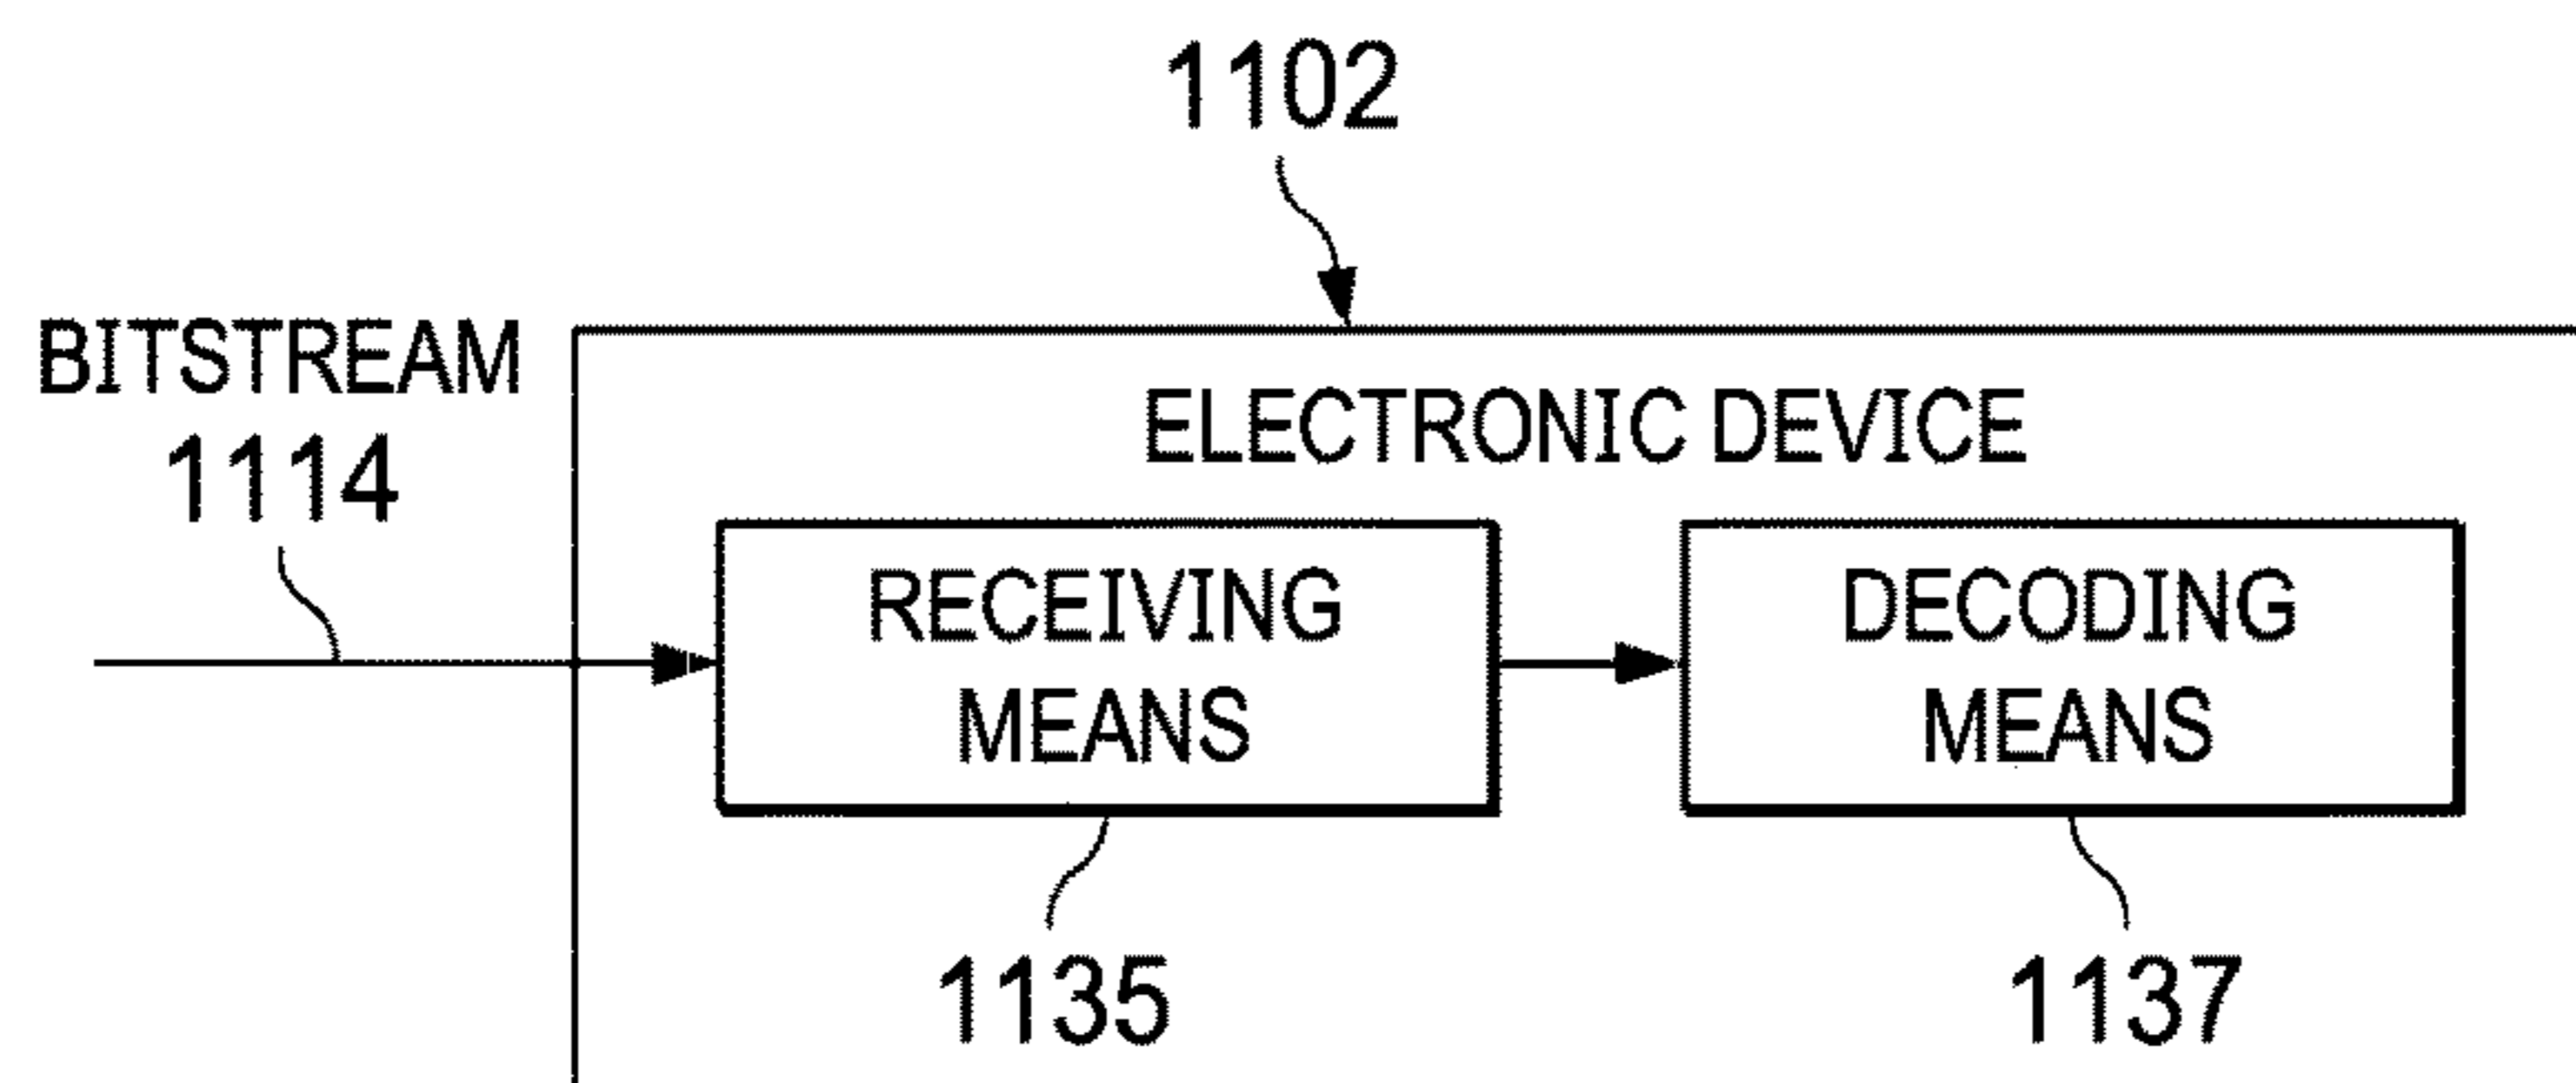 1102
BITSTREAM
1114
ELECTRONIC DEVICE
RECEIVING
MEANS
DECODING
MEANS
1135
1137